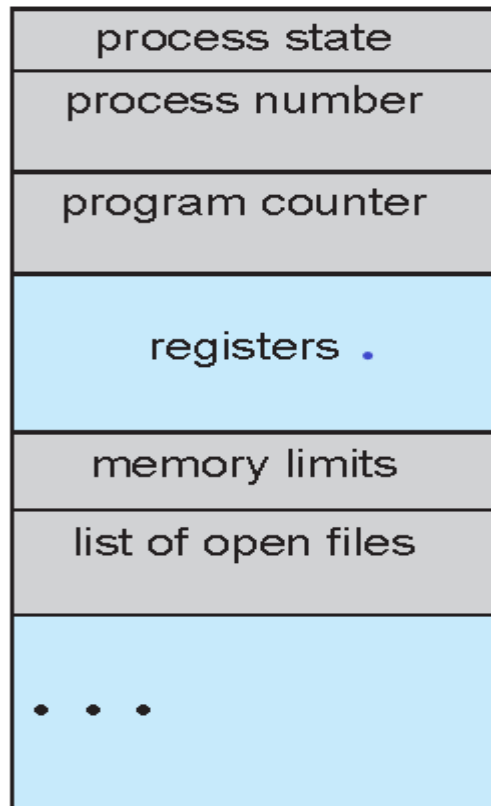 process state
process number
program counter
registers .
memory limits
list of open files
. . .